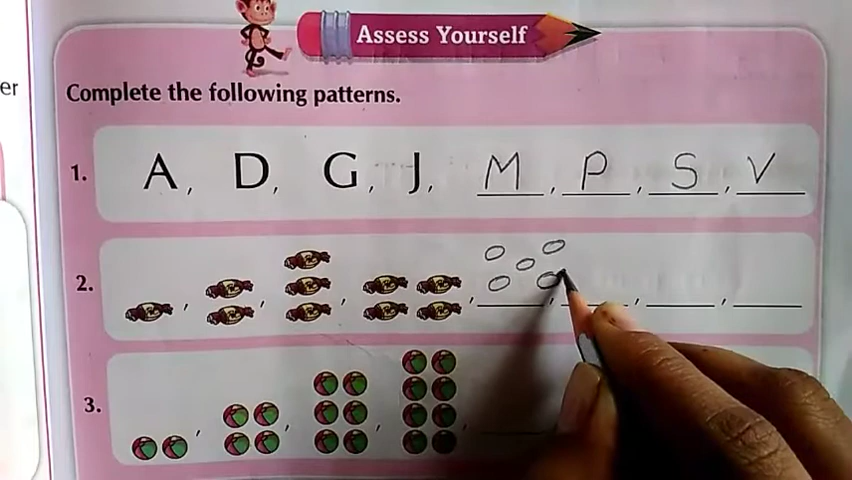 er
Assess Yourself
Complete the following patterns.
1. A, D, G, J, M, P, S, V
2. , , , , , , ,
3. , , ,